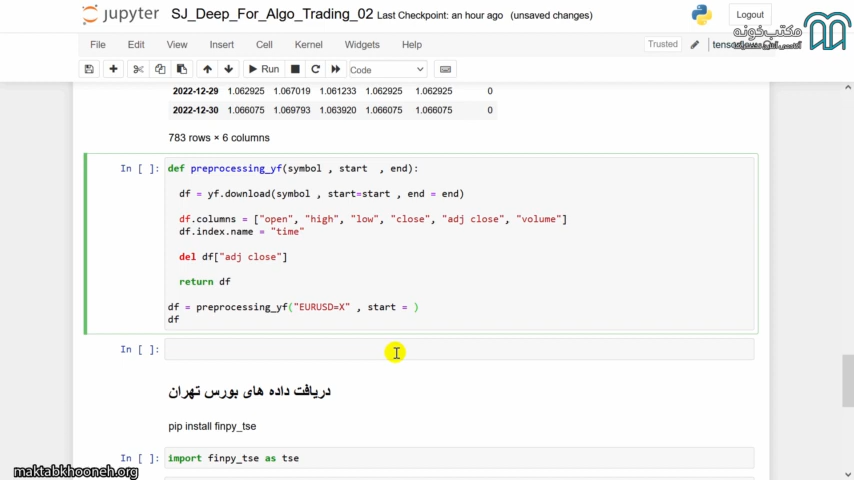 jupyter SJ_Deep_For_Algo_Trading_02 Last Checkpoint: an hour ago (unsaved changes)
Logout
مکتب‌خونه
File Edit View Insert Cell Kernel Widgets Help
Trusted
Run Code
2022-12-29 1.062925 1.067019 1.061233 1.062925 1.062925 0
2022-12-30 1.066075 1.069793 1.063920 1.066075 1.066075 0
783 rows × 6 columns
In [ ]: def preprocessing_yf(symbol , start , end):
df = yf.download(symbol , start=start , end = end)
df.columns = ["open", "high", "low", "close", "adj close", "volume"]
df.index.name = "time"
del df["adj close"]
return df
df = preprocessing_yf("EURUSD=X" , start = )
df
In [ ]:
دریافت داده های بورس تهران
pip install finpy_tse
In [ ]: import finpy_tse as tse
maktabkhooneh.org